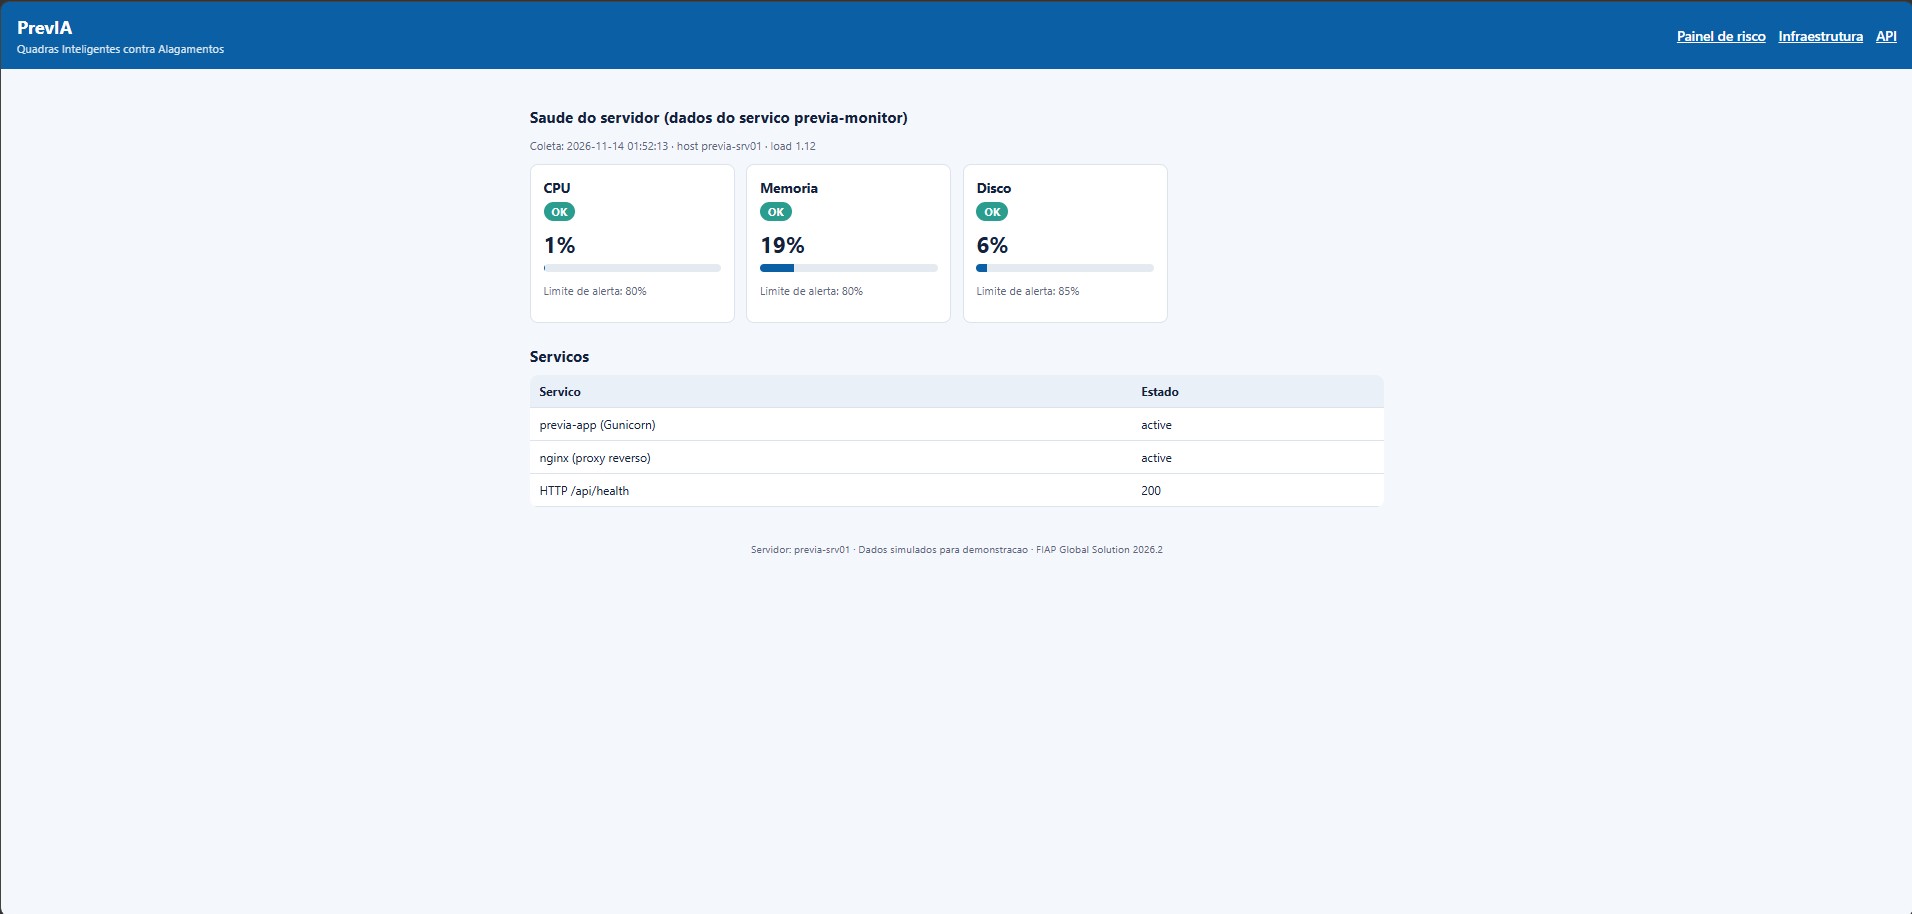 PrevIA
Quadras Inteligentes contra Alagamentos
Painel de risco Infraestrutura API
Saude do servidor (dados do servico previa-monitor)
Coleta: 2026-11-14 01:52:13 · host previa-srv01 · load 1.12
CPU
OK
1%
Limite de alerta: 80%
Memoria
OK
19%
Limite de alerta: 80%
Disco
OK
6%
Limite de alerta: 85%
Servicos
Servico Estado
previa-app (Gunicorn) active
nginx (proxy reverso) active
HTTP /api/health 200
Servidor: previa-srv01 · Dados simulados para demonstracao · FIAP Global Solution 2026.2